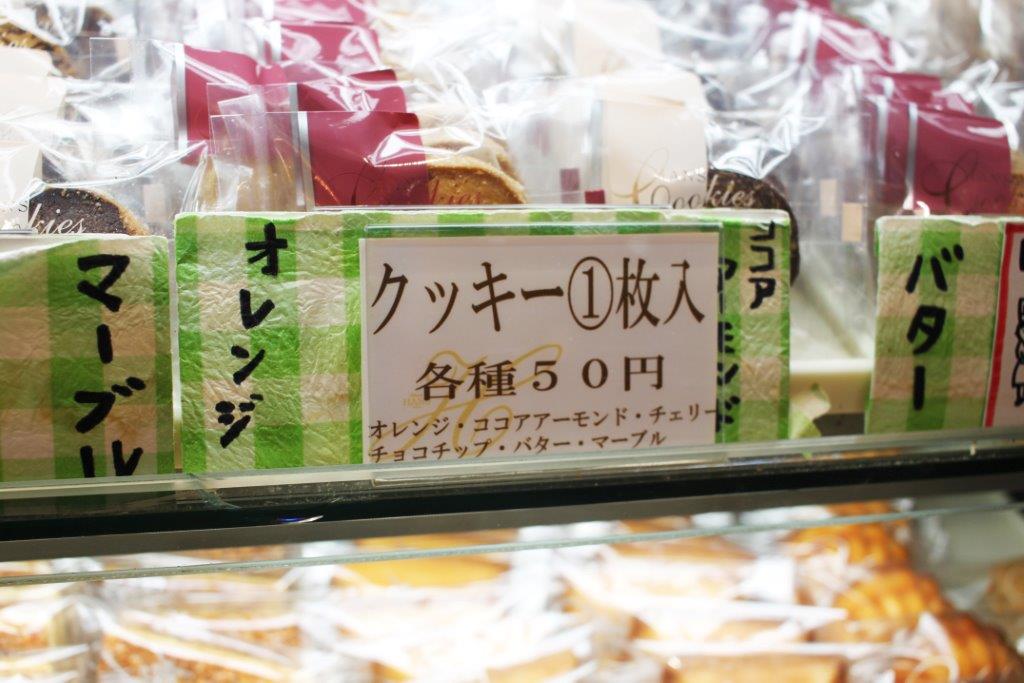 マーブル
オレンジ
クッキー①枚入
各種50円
オレンジ・ココアアーモンド・チェリー
チョコチップ・バター・マーブル
ココア
アーモンド
バター
Cookies